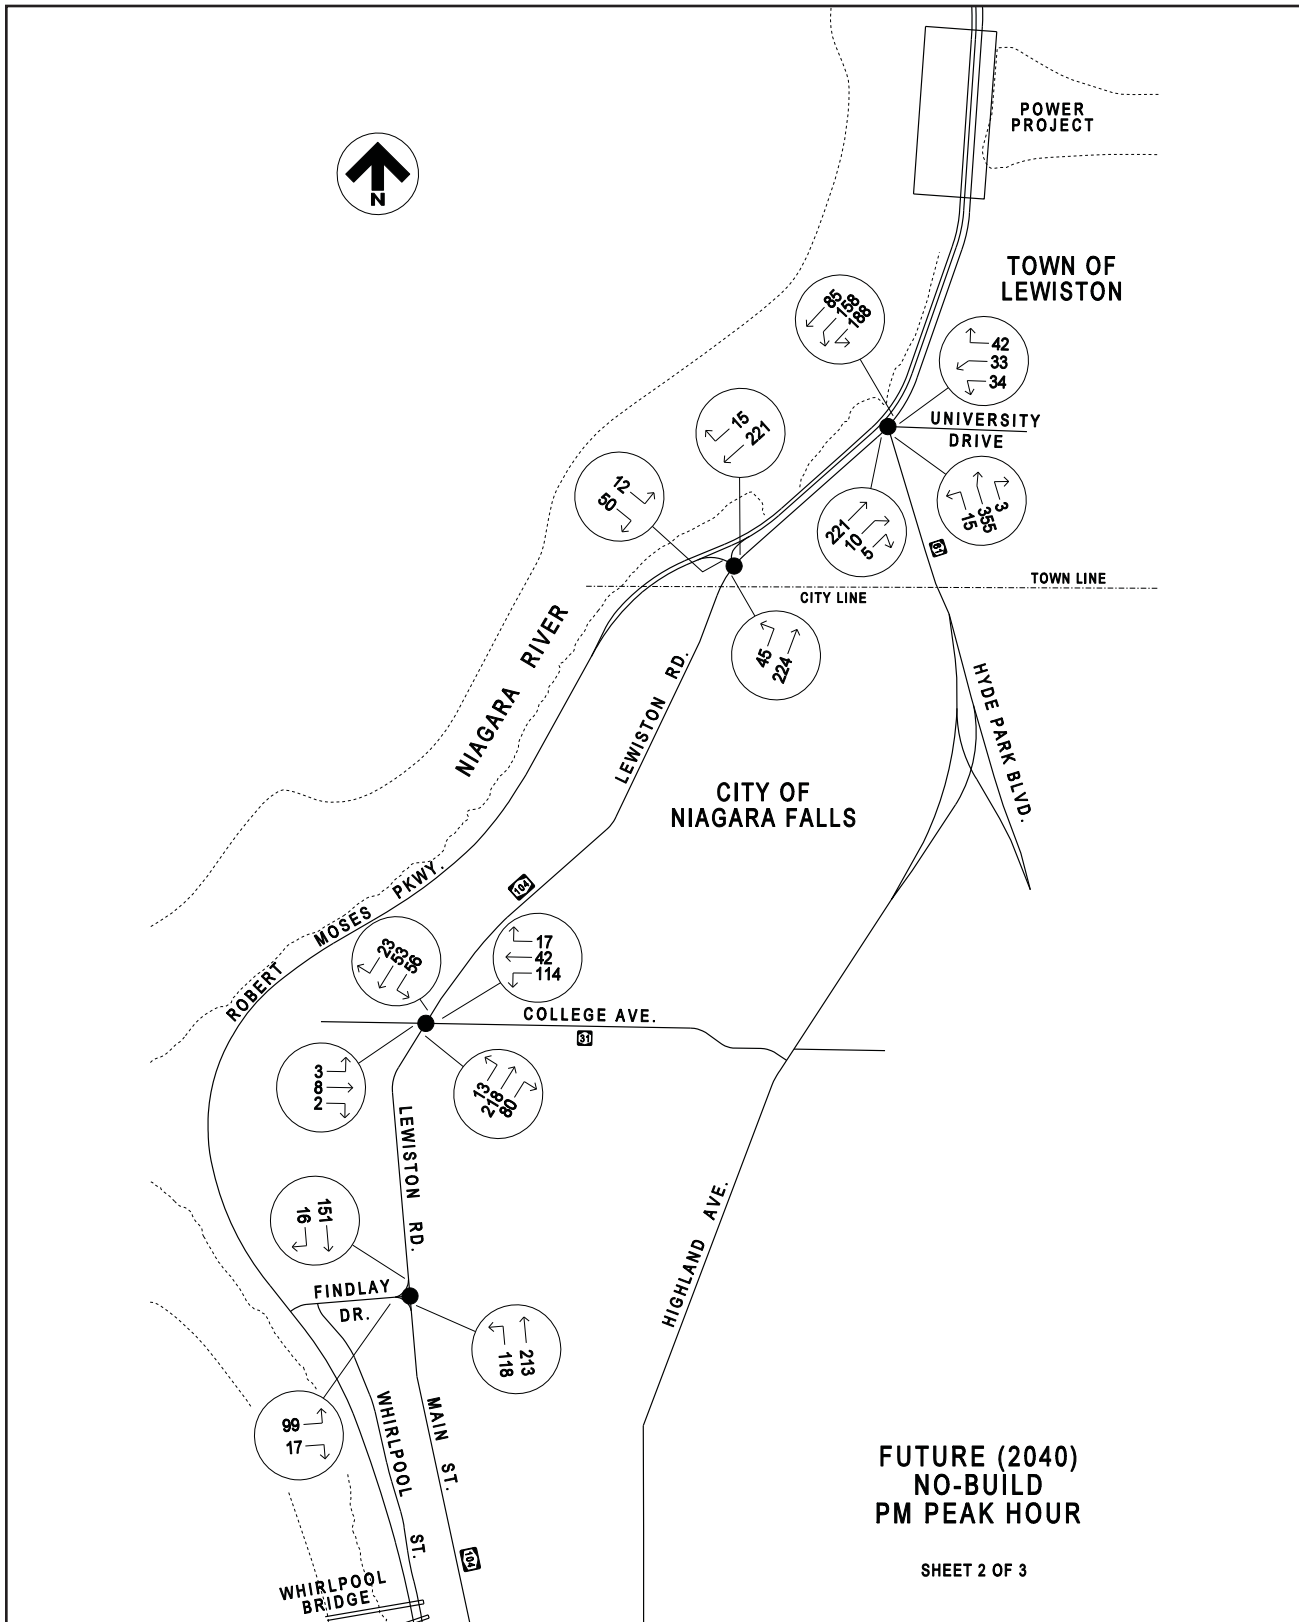 POWER
PROJECT
N
TOWN OF
LEWISTON
85
158
188
42
33
34
UNIVERSITY
DRIVE
15
221
12
50
221
10
5
15
355
3
61
TOWN LINE
CITY LINE
45
224
NIAGARA RIVER
LEWISTON RD.
HYDE PARK BLVD.
CITY OF
NIAGARA FALLS
ROBERT MOSES PKWY.
104
23
53
56
17
42
114
COLLEGE AVE.
31
3
8
2
13
218
80
LEWISTON RD.
151
16
FINDLAY
DR.
118
213
HIGHLAND AVE.
99
17
WHIRLPOOL ST.
MAIN ST.
104
WHIRLPOOL
BRIDGE
FUTURE (2040)
NO-BUILD
PM PEAK HOUR
SHEET 2 OF 3